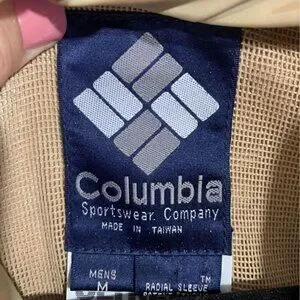 Columbia
Sportswear Company
MADE IN TAIWAN
MENS
M
TM
RADIAL SLEEVE